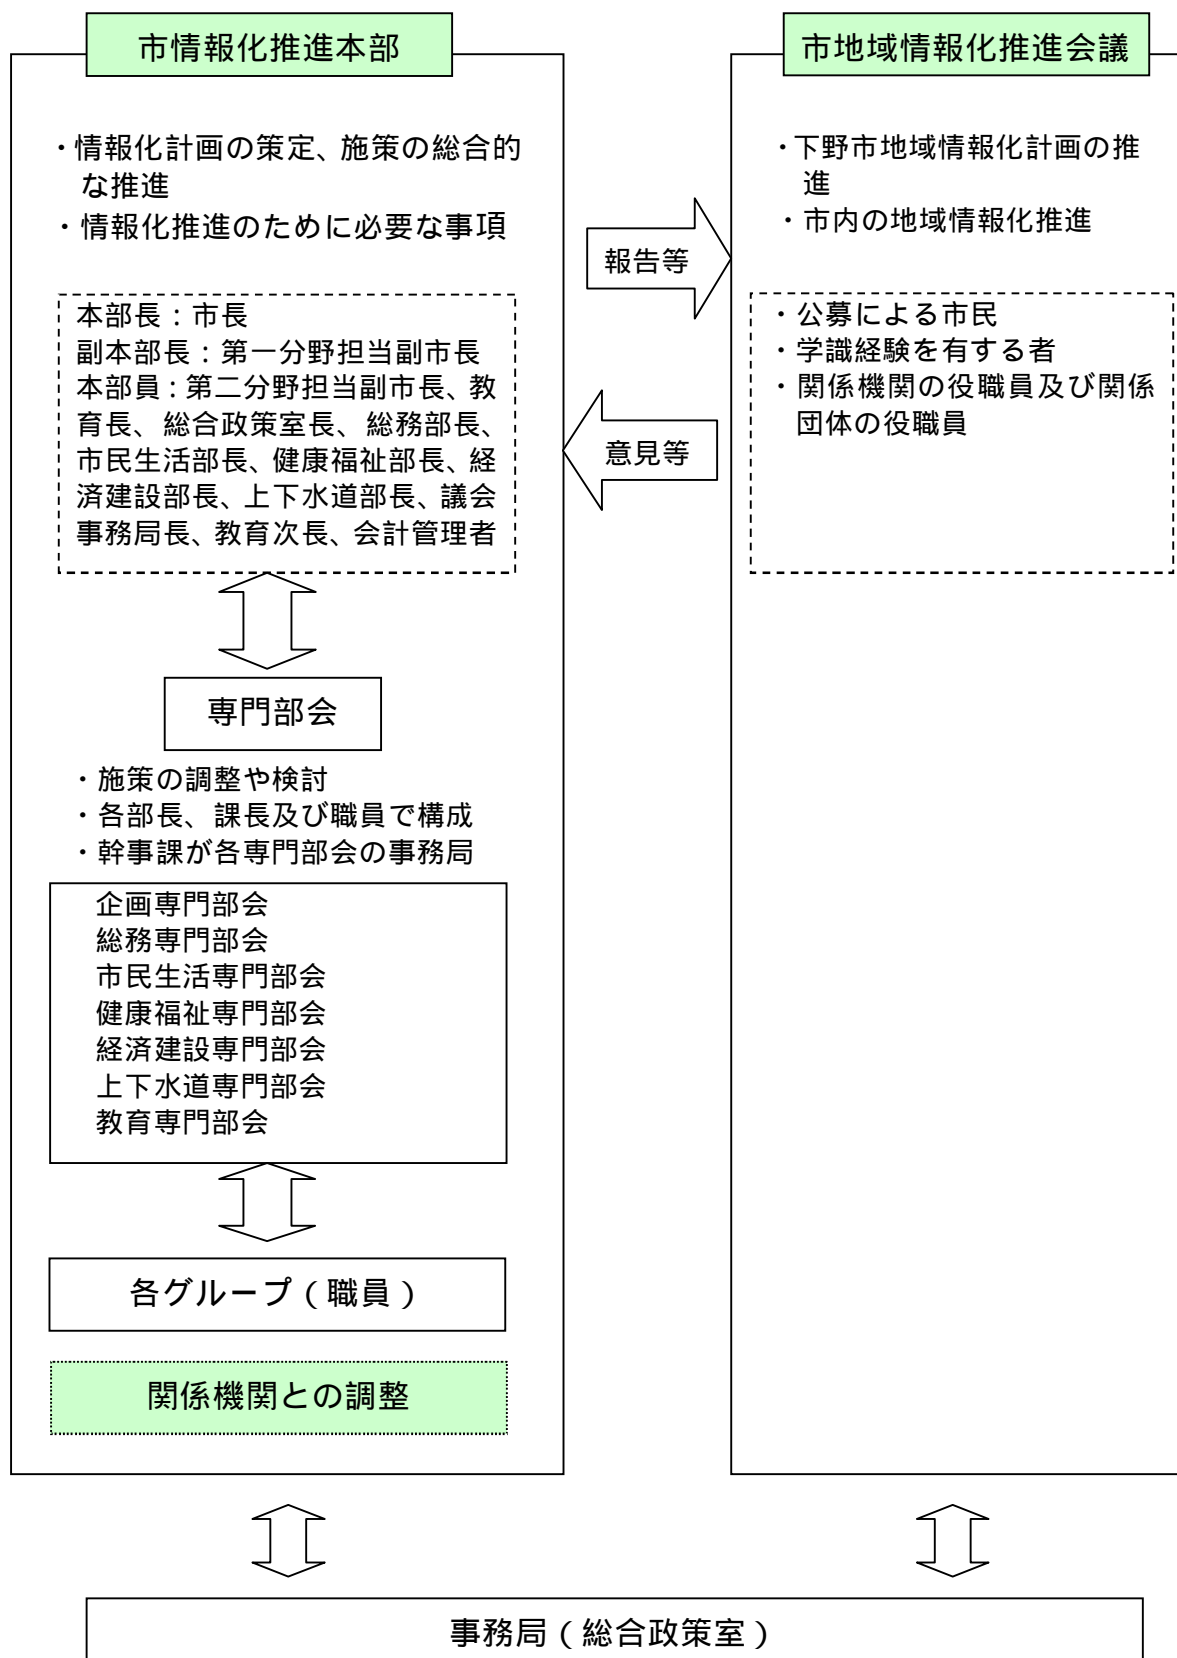 市情報化推進本部
・情報化計画の策定、施策の総合的
な推進
・情報化推進のために必要な事項
本部長：市長
副本部長：第一分野担当副市長
本部員：第二分野担当副市長、教
育長、総合政策室長、総務部長、
市民生活部長、健康福祉部長、経
済建設部長、上下水道部長、議会
事務局長、教育次長、会計管理者
専門部会
・施策の調整や検討
・各部長、課長及び職員で構成
・幹事課が各専門部会の事務局
企画専門部会
総務専門部会
市民生活専門部会
健康福祉専門部会
経済建設専門部会
上下水道専門部会
教育専門部会
各グループ（職員）
関係機関との調整
報告等
意見等
市地域情報化推進会議
・下野市地域情報化計画の推
進
・市内の地域情報化推進
・公募による市民
・学識経験を有する者
・関係機関の役職員及び関係
団体の役職員
事務局（総合政策室）